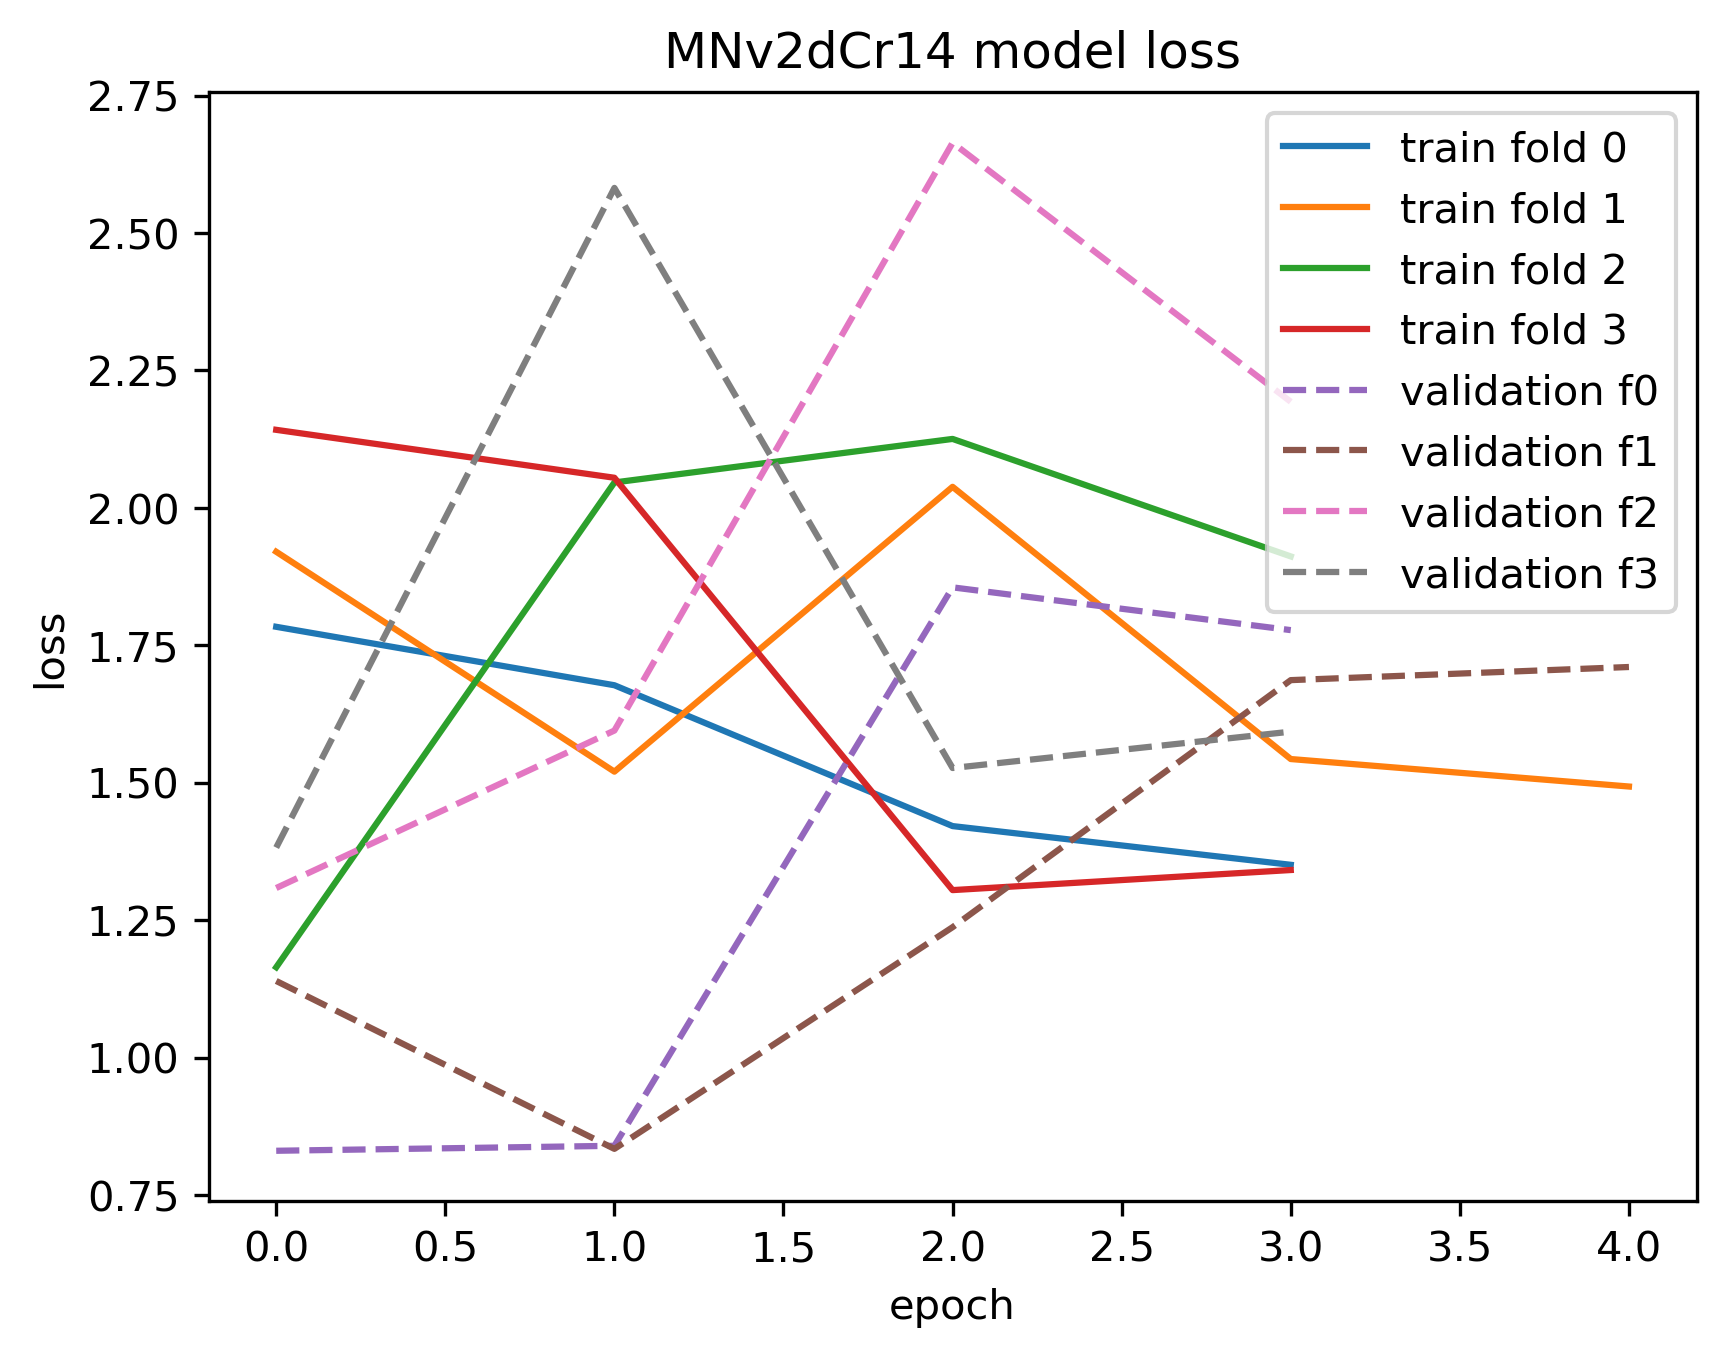 MNv2dCr14 model loss
2.75
2.50
2.25
2.00
1.75
1.50
1.25
1.00
0.75
loss
train fold 0
train fold 1
train fold 2
train fold 3
validation f0
validation f1
validation f2
validation f3
0.0 0.5 1.0 1.5 2.0 2.5 3.0 3.5 4.0
epoch